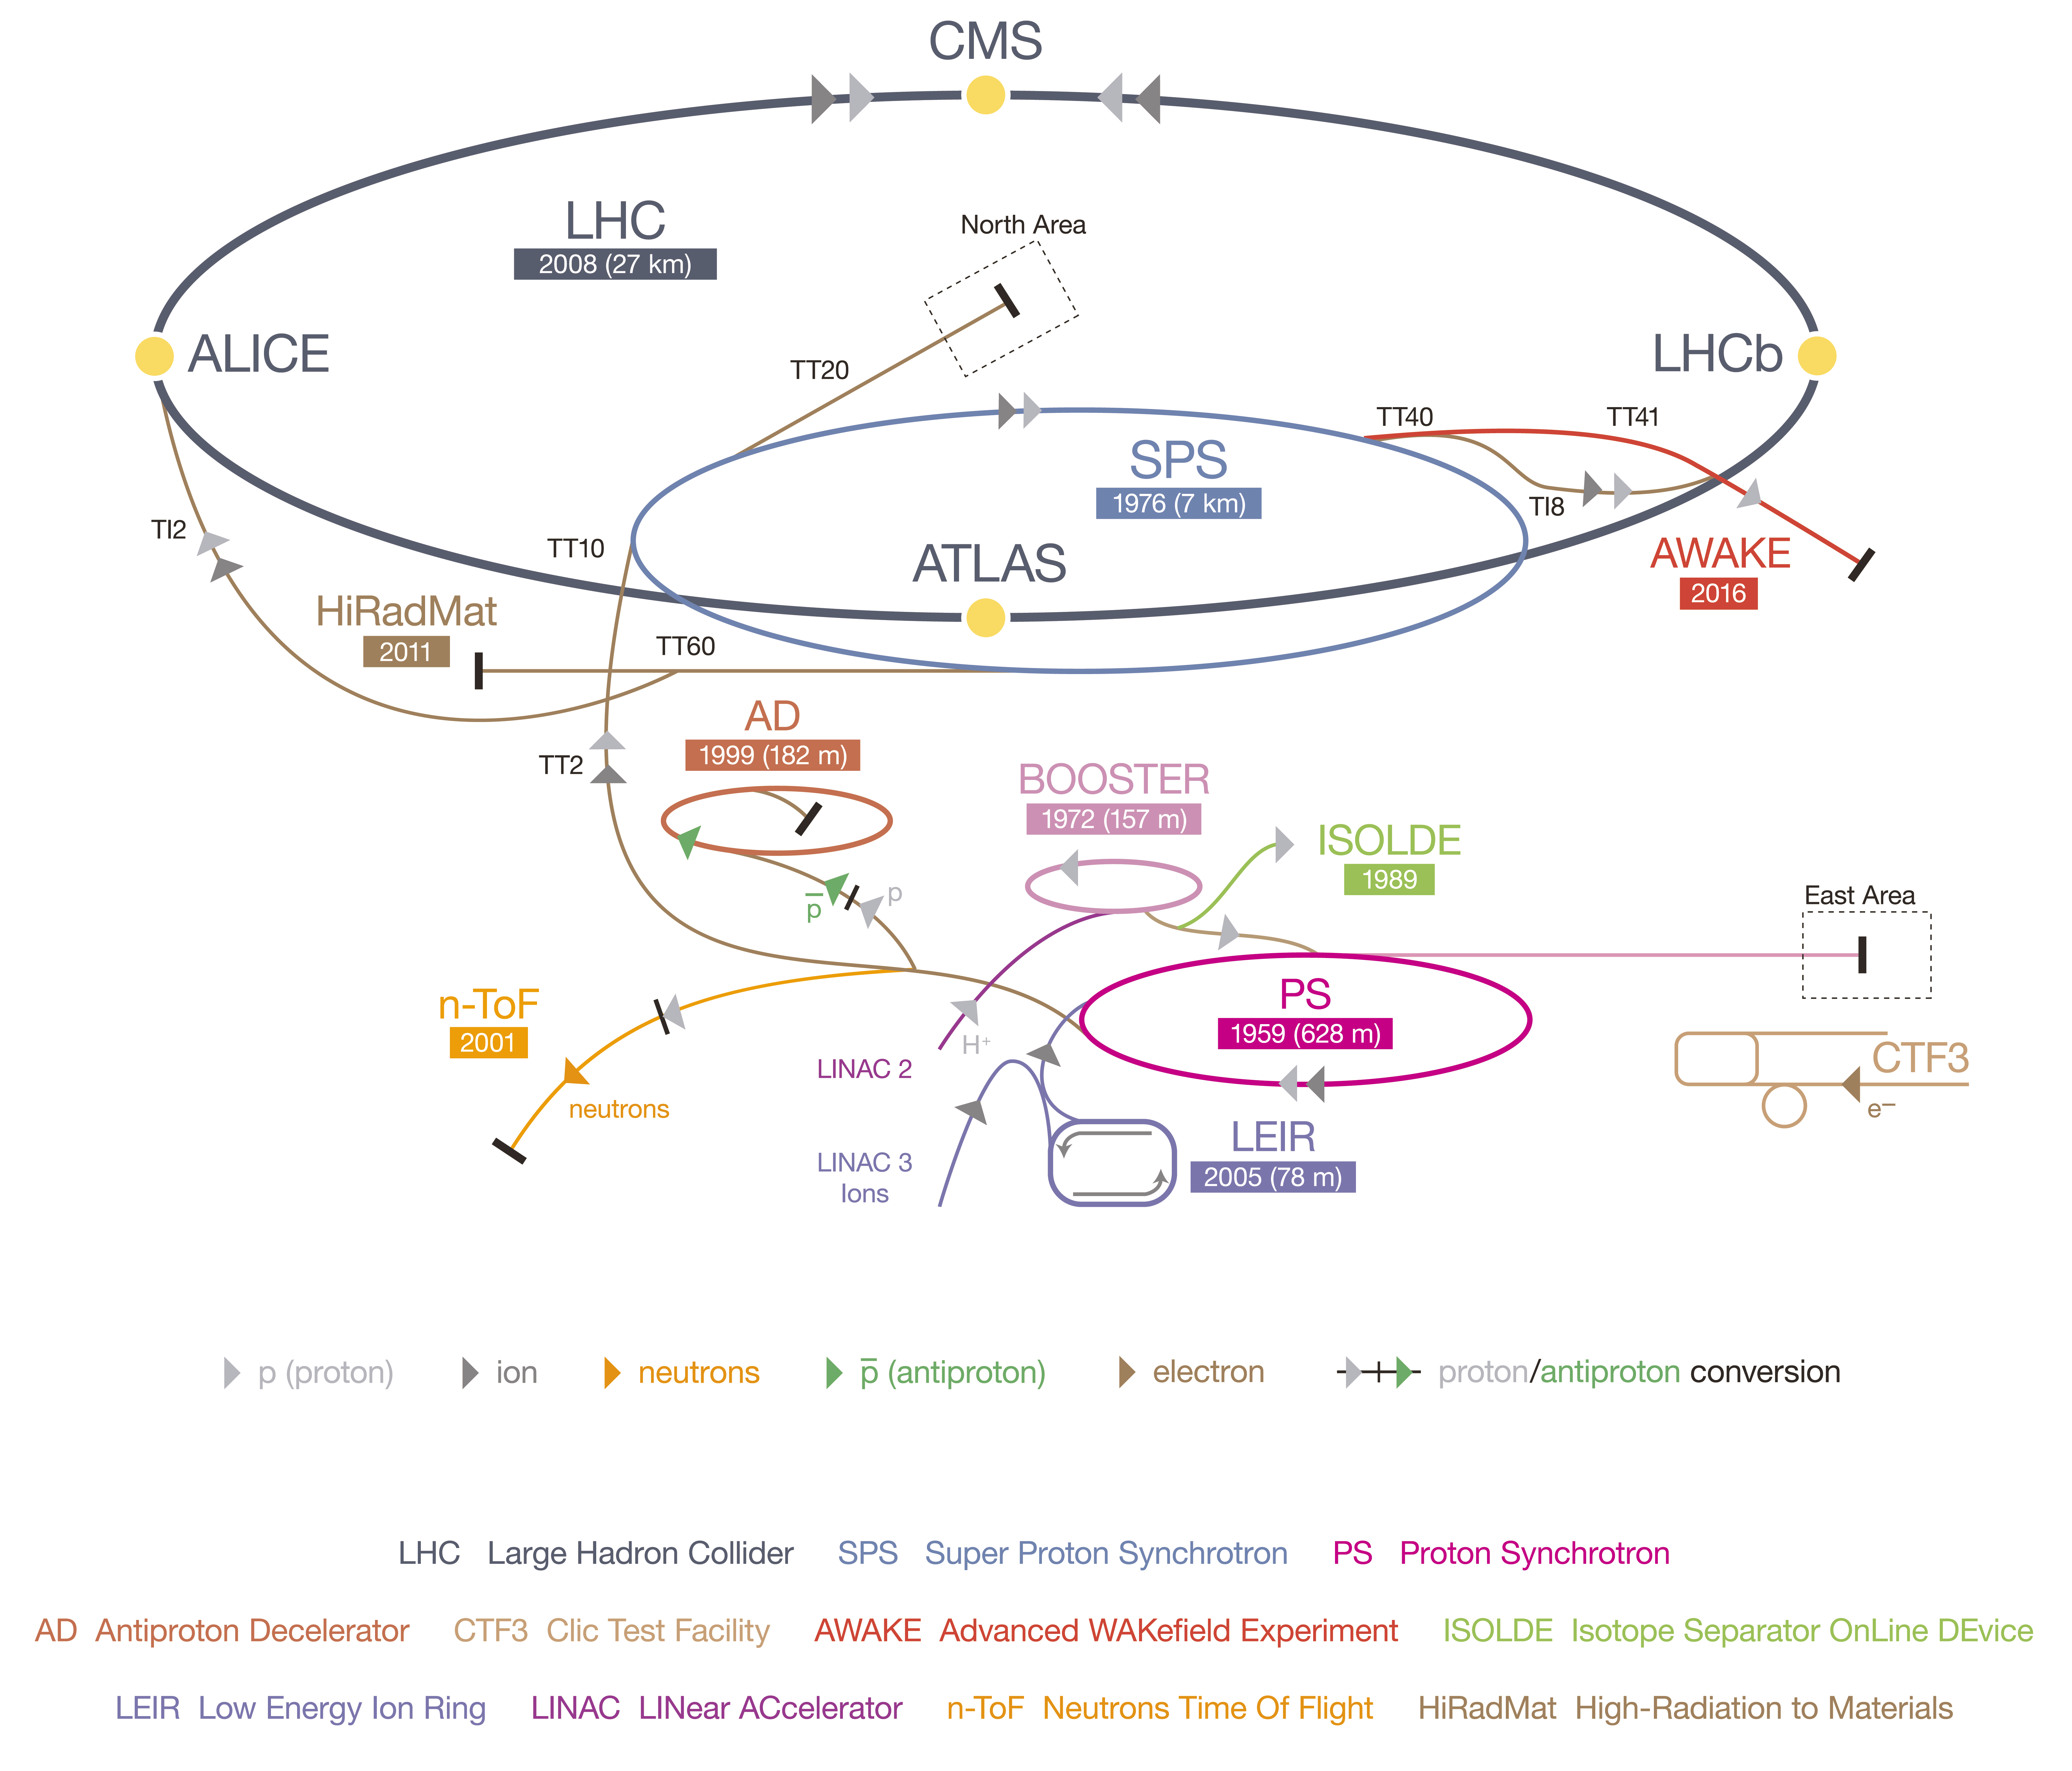 CMS
LHC
2008 (27 km)
North Area
ALICE
TT20
LHCb
TT40
TT41
SPS
1976 (7 km)
TI8
TI2
TT10
ATLAS
AWAKE
2016
HiRadMat
2011
TT60
AD
1999 (182 m)
TT2
BOOSTER
1972 (157 m)
ISOLDE
1989
p̅
p
East Area
n-ToF
2001
PS
1959 (628 m)
H⁺
LINAC 2
CTF3
e⁻
neutrons
LEIR
2005 (78 m)
LINAC 3
Ions
p (proton) ion neutrons p̅ (antiproton) electron proton/antiproton conversion
LHC Large Hadron Collider SPS Super Proton Synchrotron PS Proton Synchrotron
AD Antiproton Decelerator CTF3 Clic Test Facility AWAKE Advanced WAKefield Experiment ISOLDE Isotope Separator OnLine DEvice
LEIR Low Energy Ion Ring LINAC LINear ACcelerator n-ToF Neutrons Time Of Flight HiRadMat High-Radiation to Materials